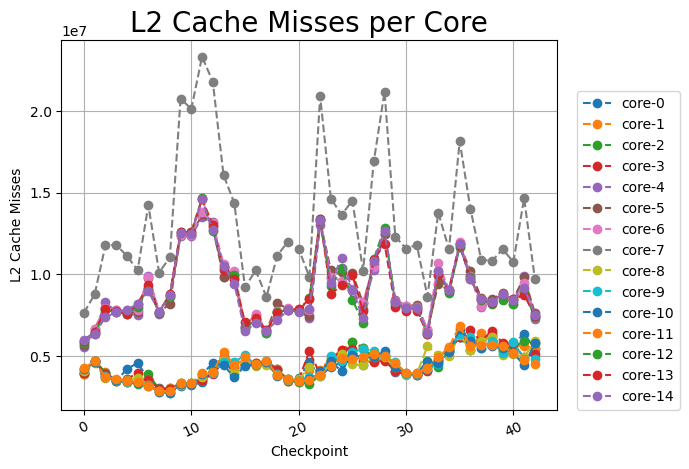 L2 Cache Misses per Core
1e7
2.0
1.5
1.0
0.5
L2 Cache Misses
0
10
20
30
40
Checkpoint
core-0
core-1
core-2
core-3
core-4
core-5
core-6
core-7
core-8
core-9
core-10
core-11
core-12
core-13
core-14